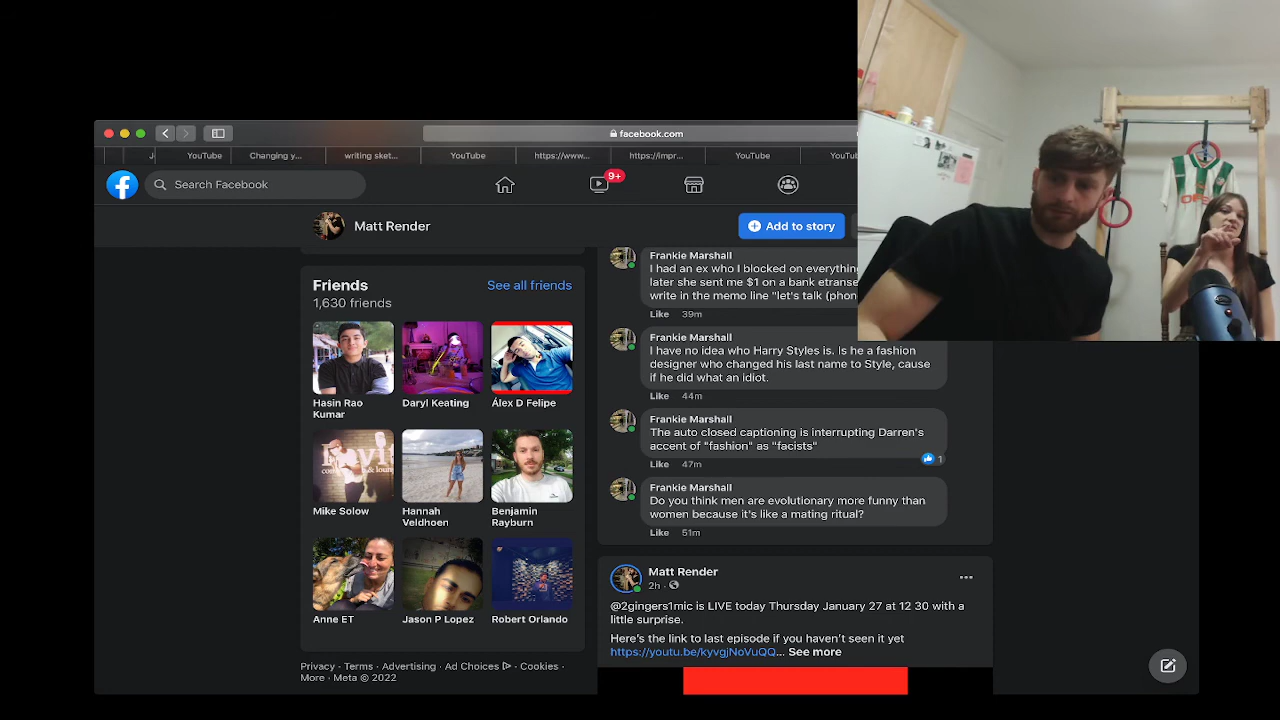 facebook.com
J
YouTube
Changing y...
writing sket...
YouTube
https://www...
https://impr...
YouTube
YouTu
Search Facebook
9+
Matt Render
Add to story
Friends
See all friends
1,630 friends
Hasin Rao
Kumar
Daryl Keating
Álex D Felipe
Mike Solow
Hannah
Veldhoen
Benjamin
Rayburn
Anne ET
Jason P Lopez
Robert Orlando
Privacy · Terms · Advertising · Ad Choices · Cookies ·
More · Meta © 2022
Frankie Marshall
I had an ex who I blocked on everything
later she sent me $1 on a bank etranse
write in the memo line "let's talk (phon
Like 39m
Frankie Marshall
I have no idea who Harry Styles is. Is he a fashion
designer who changed his last name to Style, cause
if he did what an idiot.
Like 44m
Frankie Marshall
The auto closed captioning is interrupting Darren's
accent of "fashion" as "facists"
1
Like 47m
Frankie Marshall
Do you think men are evolutionary more funny than
women because it's like a mating ritual?
Like 51m
Matt Render
2h ·
@2gingers1mic is LIVE today Thursday January 27 at 12 30 with a
little surprise.
Here's the link to last episode if you haven't seen it yet
https://youtu.be/kyvgjNoVuQQ... See more